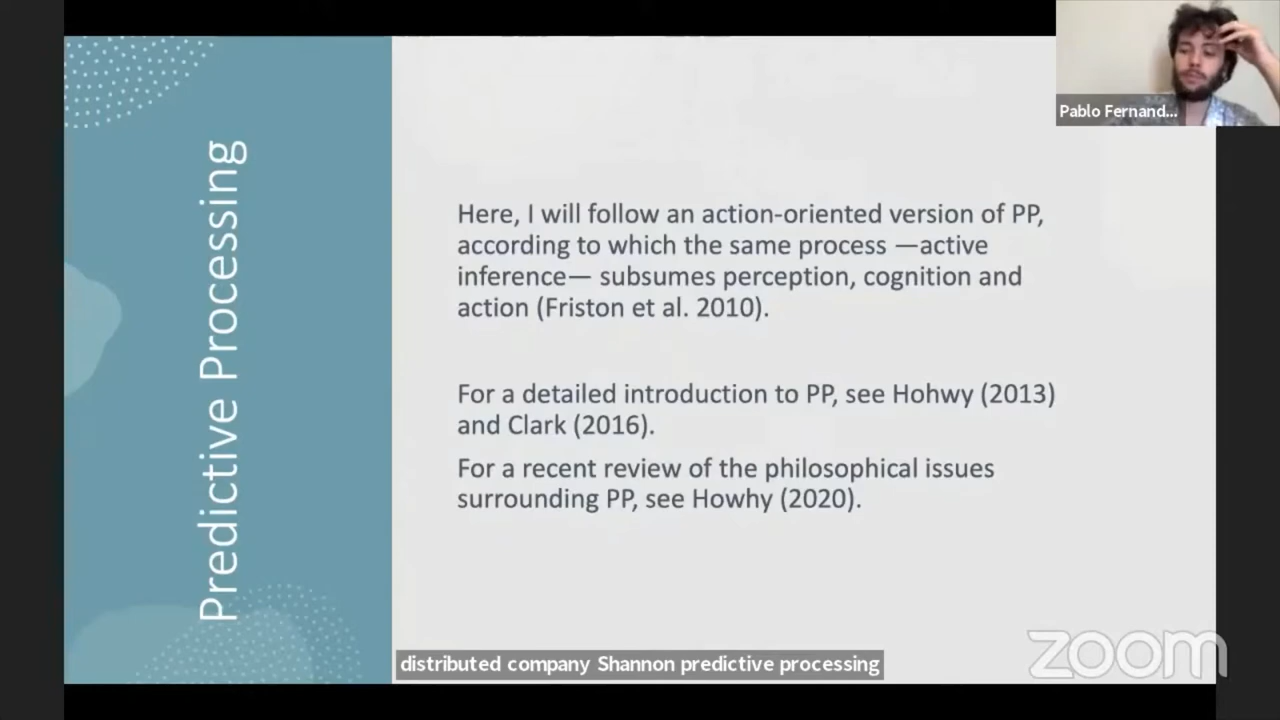 Predictive Processing
Here, I will follow an action-oriented version of PP,
according to which the same process —active
inference— subsumes perception, cognition and
action (Friston et al. 2010).
For a detailed introduction to PP, see Hohwy (2013)
and Clark (2016).
For a recent review of the philosophical issues
surrounding PP, see Howhy (2020).
Pablo Fernand...
distributed company Shannon predictive processing
zoom